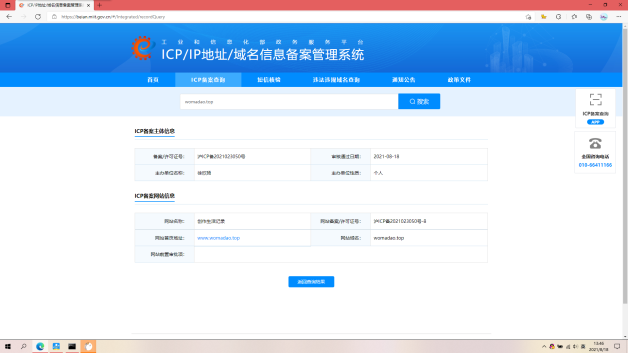 ICP/IP地址/域名信息备案管理系统
https://beian.miit.gov.cn/#/Integrated/recordQuery
工业和信息化部政务服务平台
ICP/IP地址/域名信息备案管理系统
首页 ICP备案查询 短信核验 违法违规域名查询 通知公告 政策文件
womadao.top 搜索
ICP备案查询
APP
全国咨询电话
010-66411166
ICP备案主体信息
备案/许可证号： 沪ICP备2021023050号 审核通过日期： 2021-08-18
主办单位名称： 主办单位性质： 个人
ICP备案网站信息
网站名称： 网站备案/许可证号： 沪ICP备2021023050号-8
网站首页地址： www.womadao.top 网站域名： womadao.top
网站前置审批项：
返回查询结果
13:46
2021/8/18